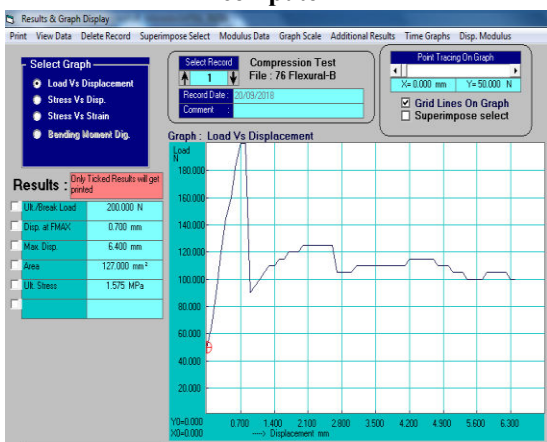 Results & Graph Display
Print View Data Delete Record Superimpose Select Modulus Data Graph Scale Additional Results Time Graphs Disp. Modulus
Select Graph
Load Vs Displacement
Stress Vs Disp.
Stress Vs Strain
Bending Moment Dig.
Select Record
1
Compression Test
File : 76 Flexural-B
Record Date : 20/09/2018
Comment :
Point Tracing On Graph
X= 0.000 mm Y= 50.000 N
Grid Lines On Graph
Superimpose select
Results : Only Ticked Results will get printed
Ult./Break Load 200.000 N
Disp. at FMAX 0.700 mm
Max. Disp. 6.400 mm
Area 127.000 mm²
Ult. Stress 1.575 MPa
Graph : Load Vs Displacement
Load
N
180.000
160.000
140.000
120.000
100.000
80.000
60.000
40.000
20.000
Y0=0.000
X0=0.000
0.700 1.400 2.100 2.800 3.500 4.200 4.900 5.600 6.300
----> Displacement mm